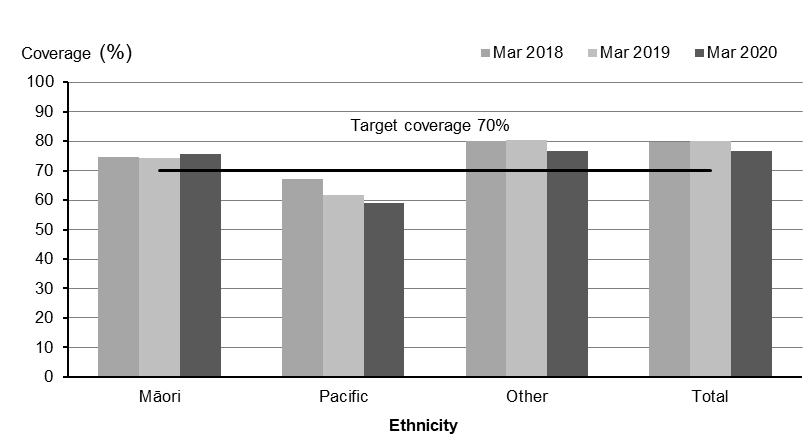 Coverage (%)
Mar 2018 Mar 2019 Mar 2020
100
90
Target coverage 70%
80
70
60
50
40
30
20
10
0
Māori Pacific Other Total
Ethnicity